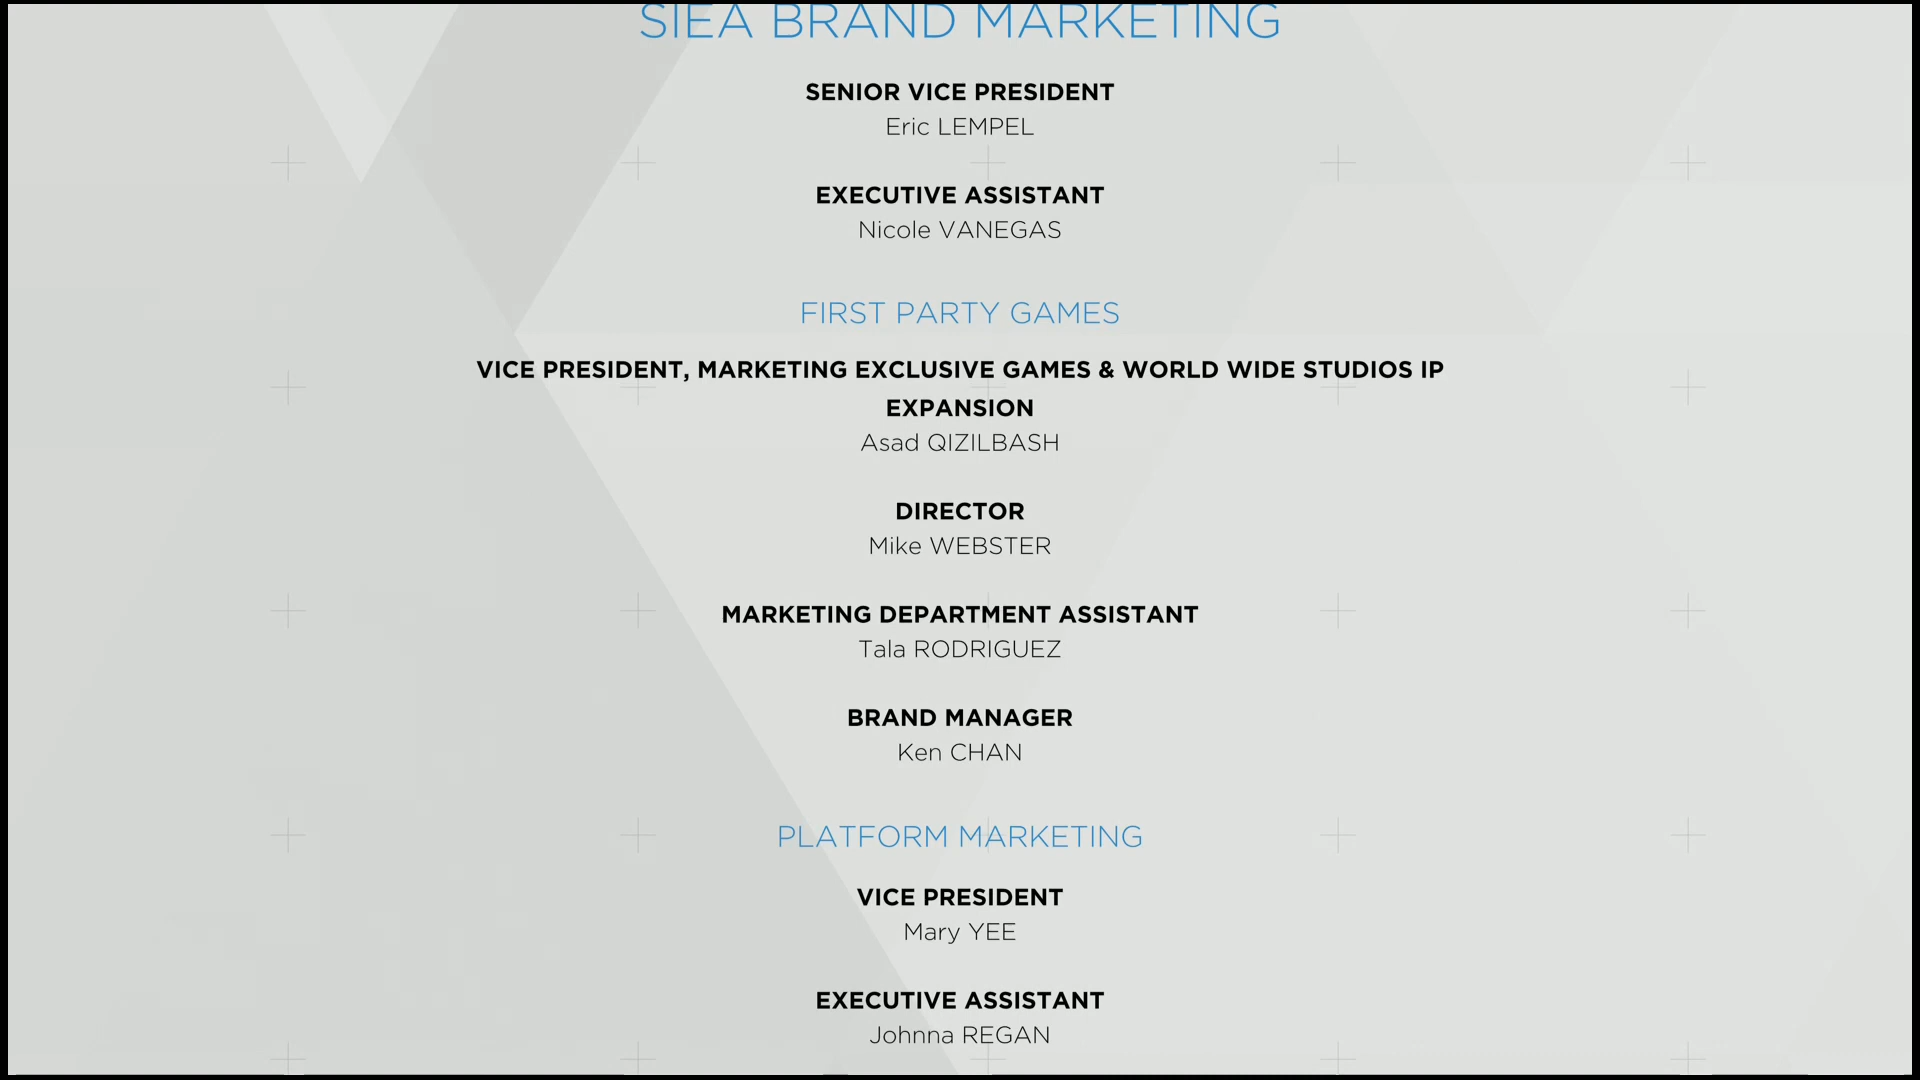 SIEA BRAND MARKETING
SENIOR VICE PRESIDENT
Eric LEMPEL
EXECUTIVE ASSISTANT
Nicole VANEGAS
FIRST PARTY GAMES
VICE PRESIDENT, MARKETING EXCLUSIVE GAMES & WORLD WIDE STUDIOS IP
EXPANSION
Asad QIZILBASH
DIRECTOR
Mike WEBSTER
MARKETING DEPARTMENT ASSISTANT
Tala RODRIGUEZ
BRAND MANAGER
Ken CHAN
PLATFORM MARKETING
VICE PRESIDENT
Mary YEE
EXECUTIVE ASSISTANT
Johnna REGAN